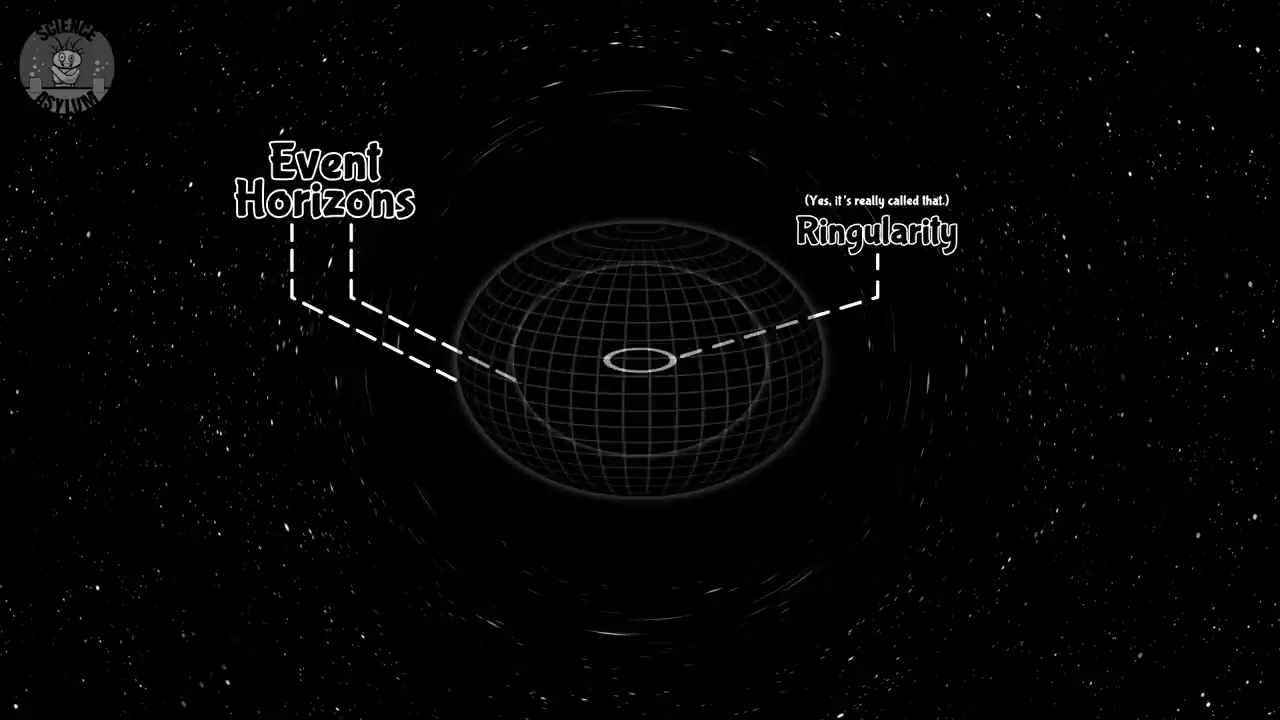 SCIENCE
ASYLUM
Event
Horizons
(Yes, it's really called that.)
Ringularity